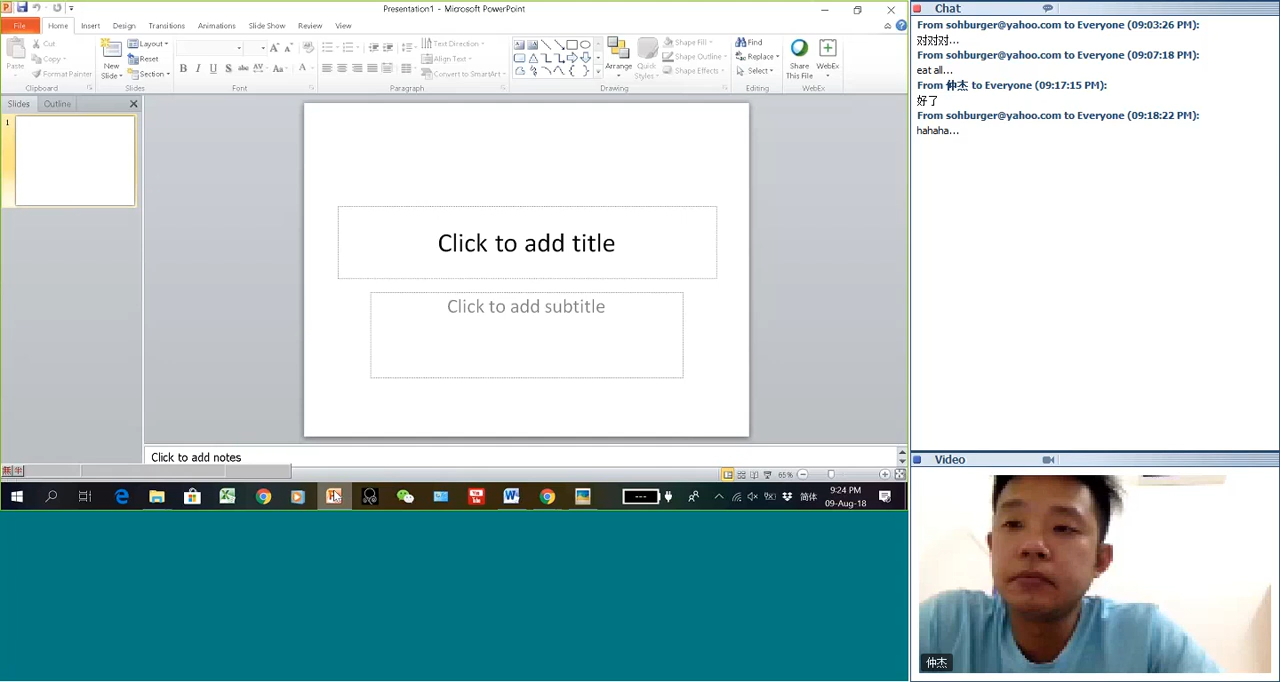 Presentation1 - Microsoft PowerPoint
File Home Insert Design Transitions Animations Slide Show Review View
Paste
Cut
Copy
Format Painter
Clipboard
New
Slide
Layout
Reset
Section
Slides
B I U S abc AV Aa A
Font
Paragraph
Text Direction
Align Text
Convert to SmartArt
Arrange
Quick
Styles
Shape Fill
Shape Outline
Shape Effects
Drawing
Find
Replace
Select
Editing
Share
This File
WebEx
WebEx
Slides Outline
1
Click to add title
Click to add subtitle
Click to add notes
65%
简体
9:24 PM
09-Aug-18
Chat
From sohburger@yahoo.com to Everyone (09:03:26 PM):
对对对...
From sohburger@yahoo.com to Everyone (09:07:18 PM):
eat all...
From 仲杰 to Everyone (09:17:15 PM):
好了
From sohburger@yahoo.com to Everyone (09:18:22 PM):
hahaha...
Video
仲杰